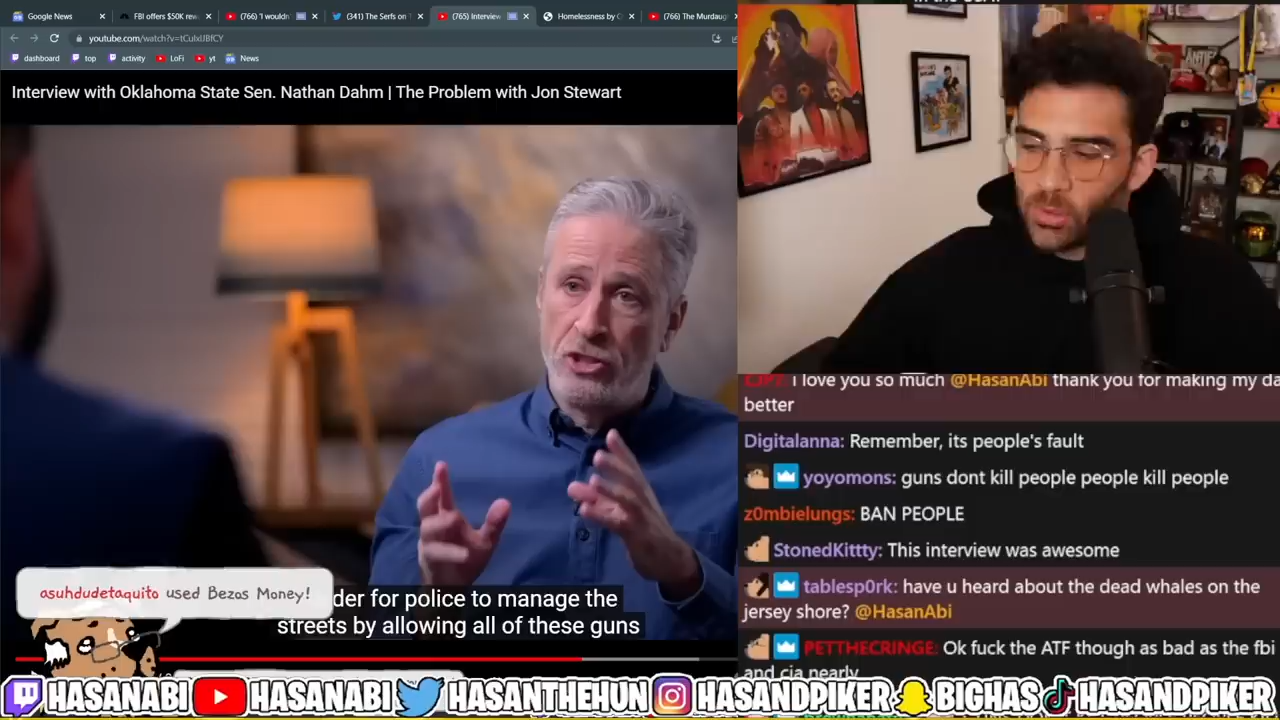 Google News
FBI offers $50K rew
(766) 'I wouldn
(341) The Serfs on
(765) Interview
Homelessness by C
(766) The Murdaug
youtube.com/watch?v=
dashboard
top
activity
LoFi
yt
News
Interview with Oklahoma State Sen. Nathan Dahm | The Problem with Jon Stewart
asuhdudetaquito used Bezos Money!
der for police to manage the
streets by allowing all of these guns
i love you so much @HasanAbi thank you for making my da
better
Digitalanna: Remember, its people's fault
yoyomons: guns dont kill people people kill people
z0mbielungs: BAN PEOPLE
StonedKittty: This interview was awesome
tablesp0rk: have u heard about the dead whales on the
jersey shore? @HasanAbi
PETTHECRINGE: Ok fuck the ATF though as bad as the fbi
and cia nearly
HASANABI HASANABI HASANTHEHUN HASANDPIKER BIGHAS HASANDPIKER